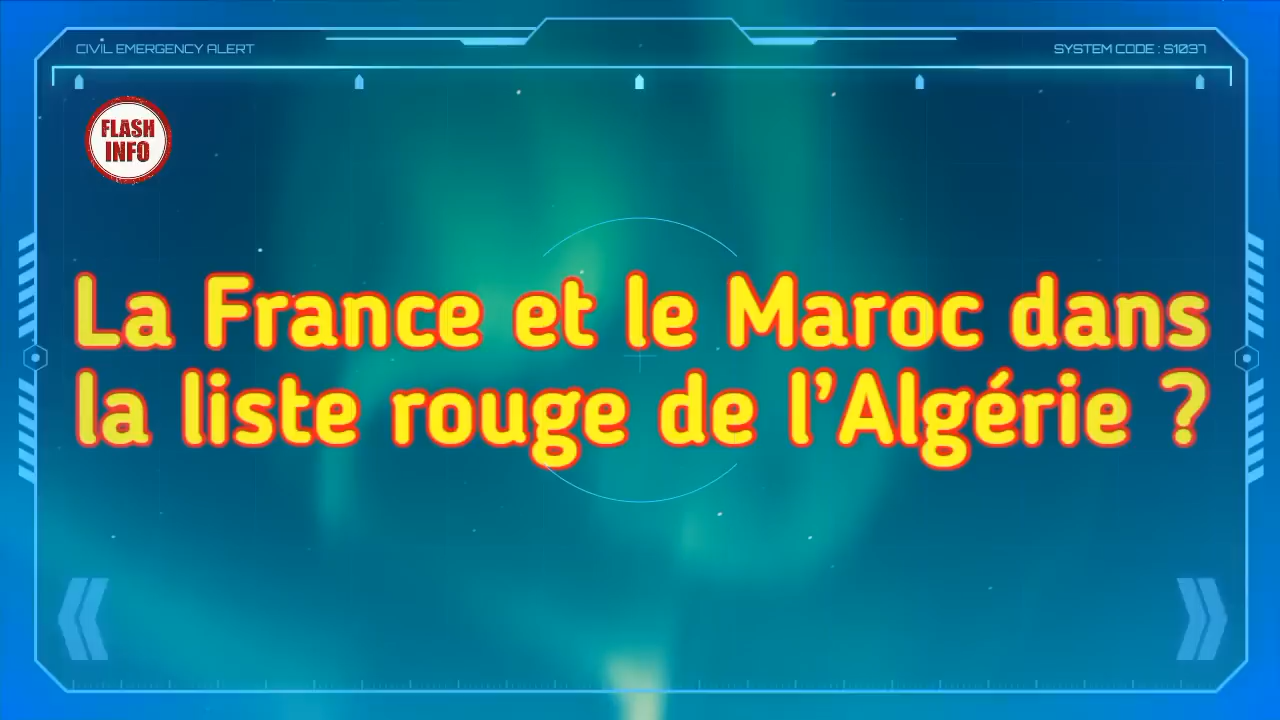 CIVIL EMERGENCY ALERT
SYSTEM CODE : S1037
FLASH
INFO
La France et le Maroc dans
la liste rouge de l’Algérie ?